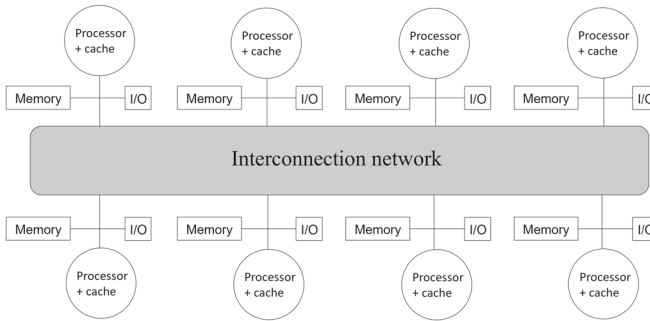 Processor
+ cache
Processor
+ cache
Processor
+ cache
Processor
+ cache
Memory
I/O
Memory
I/O
Memory
I/O
Memory
I/O
Interconnection network
Memory
I/O
Memory
I/O
Memory
I/O
Memory
I/O
Processor
+ cache
Processor
+ cache
Processor
+ cache
Processor
+ cache